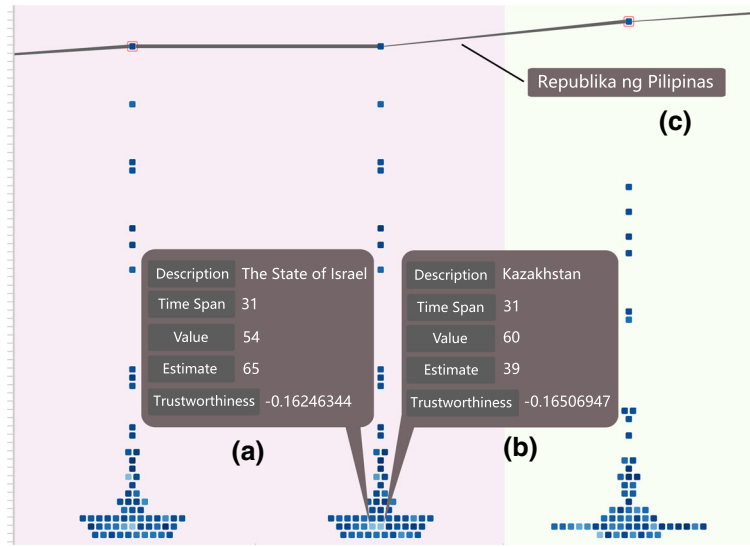 Republika ng Pilipinas
(c)
Description The State of Israel
Time Span 31
Value 54
Estimate 65
Trustworthiness -0.16246344
(a)
Description Kazakhstan
Time Span 31
Value 60
Estimate 39
Trustworthiness -0.16506947
(b)